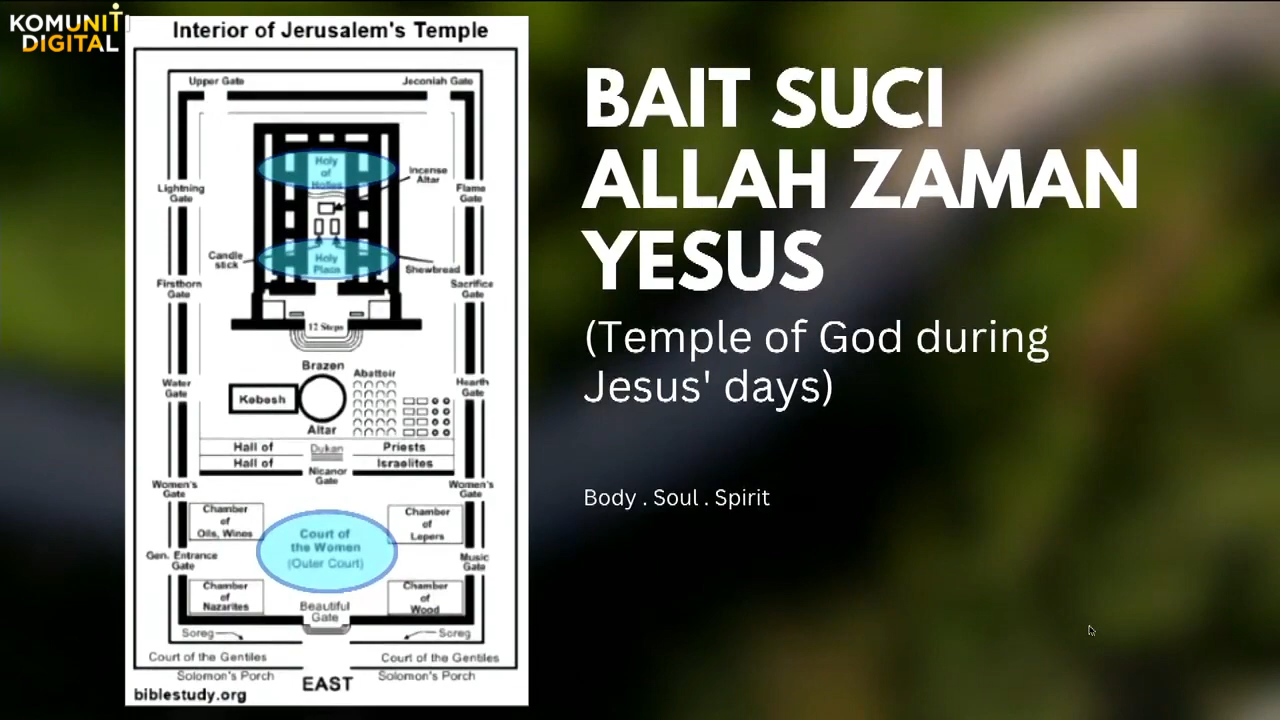 KOMUNITI
DIGITAL
Interior of Jerusalem's Temple
Upper Gate
Jeconiah Gate
Holy
of
Holies
Incense
Altar
Lightning
Gate
Flame
Gate
Candle
stick
Holy
Place
Shewbread
Firstborn
Gate
Sacrifice
Gate
12 Steps
Brazen
Abattoir
Water
Gate
Hearth
Gate
Kebesh
Altar
Hall of
Dukan
Priests
Hall of
Israelites
Nicanor
Gate
Women's
Gate
Women's
Gate
Chamber
of
Oils, Wines
Chamber
of
Lepers
Court of
the Women
(Outer Court)
Gen. Entrance
Gate
Music
Gate
Chamber
of
Nazarites
Beautiful
Gate
Chamber
of
Wood
Soreg
Soreg
Court of the Gentiles
Court of the Gentiles
Solomon's Porch
Solomon's Porch
EAST
biblestudy.org
BAIT SUCI
ALLAH ZAMAN
YESUS
(Temple of God during
Jesus' days)
Body . Soul . Spirit